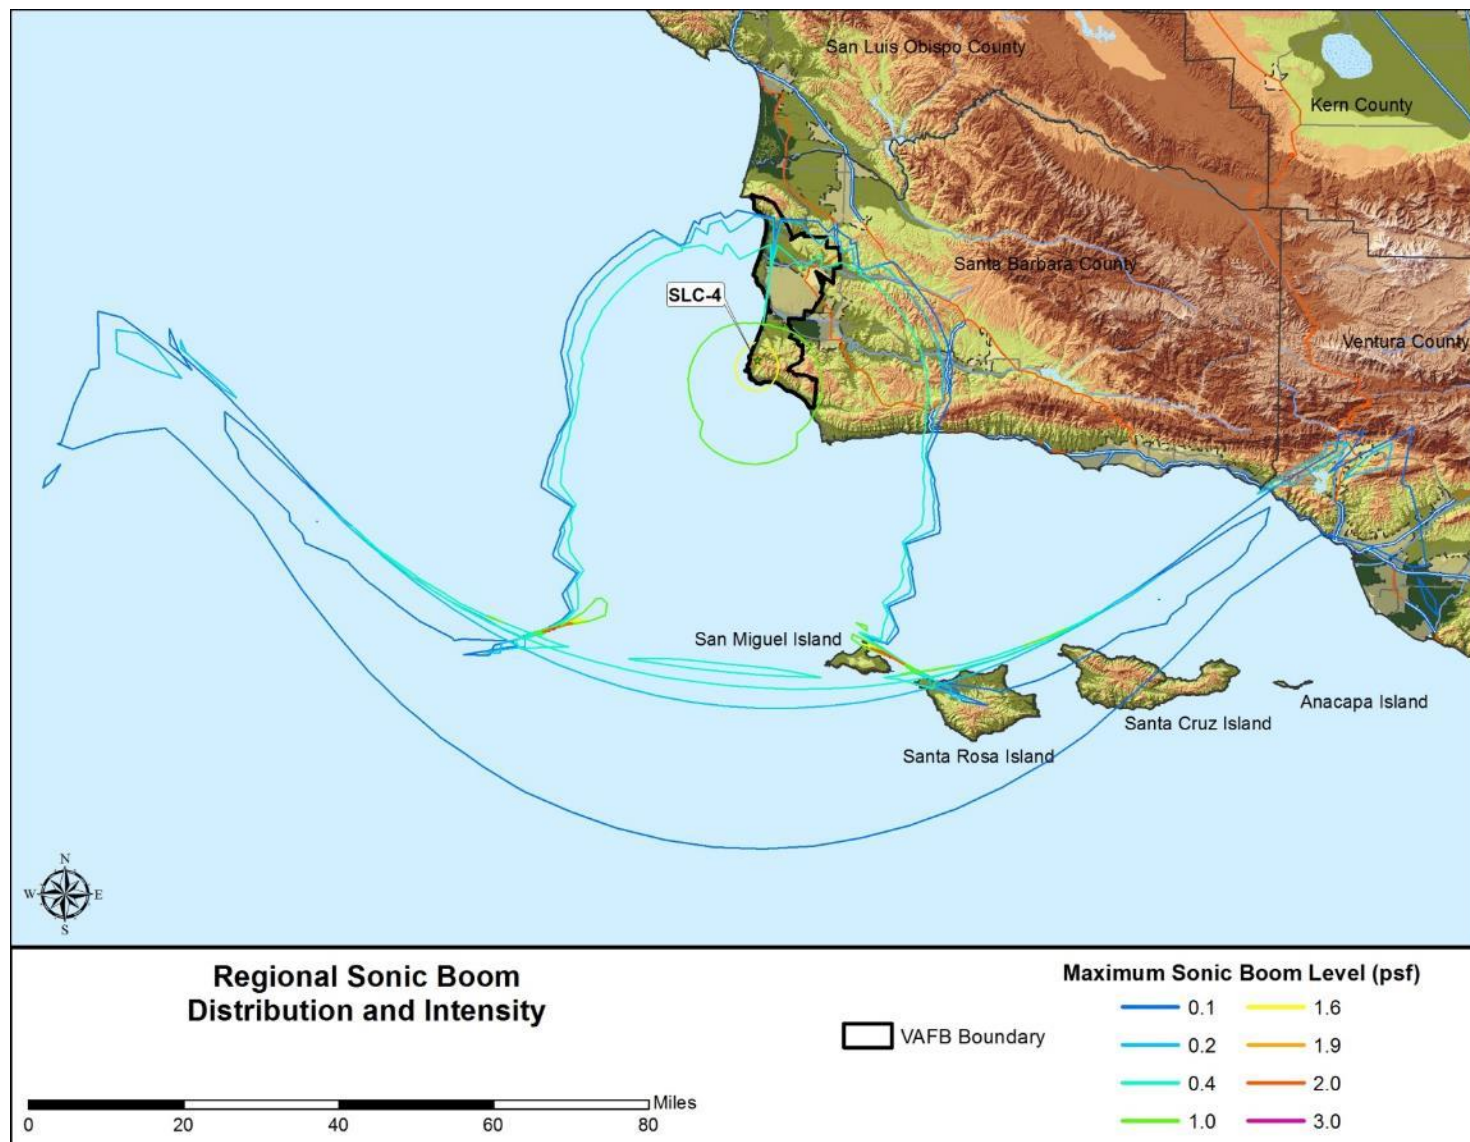 San Luis Obispo County
Kern County
Santa Barbara County
SLC-4
Ventura County
San Miguel Island
Anacapa Island
Santa Cruz Island
Santa Rosa Island
N
W E
S
Regional Sonic Boom
Distribution and Intensity
VAFB Boundary
Maximum Sonic Boom Level (psf)
0.1 1.6
0.2 1.9
0.4 2.0
1.0 3.0
Miles
0 20 40 60 80